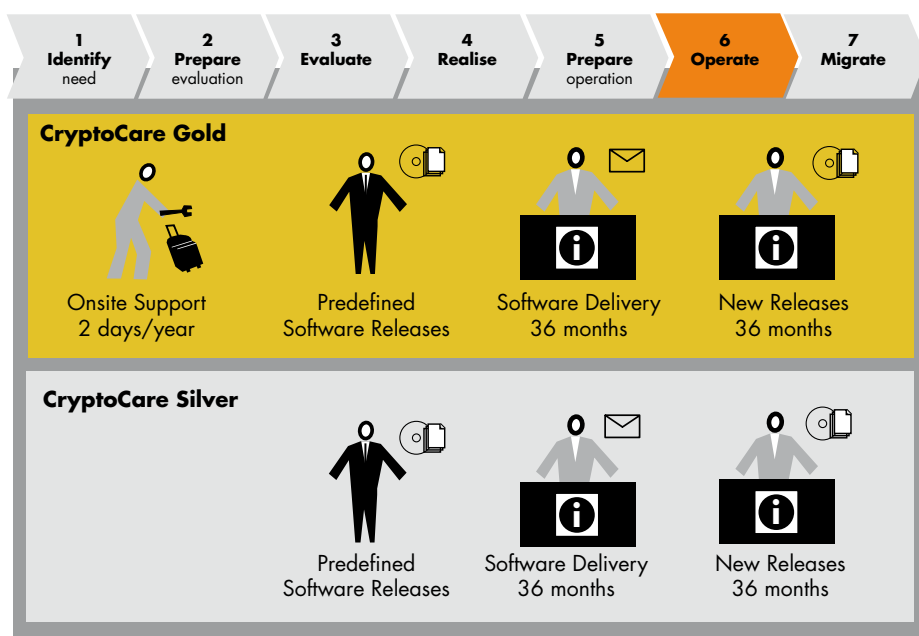 1
Identify
need
2
Prepare
evaluation
3
Evaluate
4
Realise
5
Prepare
operation
6
Operate
7
Migrate
CryptoCare Gold
Onsite Support
2 days/year
Predefined
Software Releases
i
Software Delivery
36 months
i
New Releases
36 months
CryptoCare Silver
Predefined
Software Releases
i
Software Delivery
36 months
i
New Releases
36 months